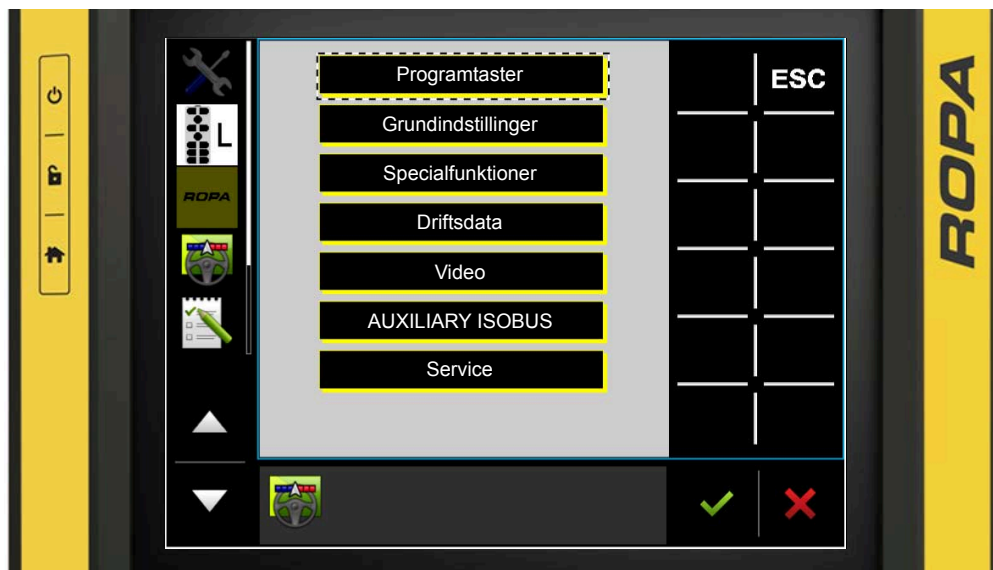 Programtaster
ESC
Grundindstillinger
L
Specialfunktioner
ROPA
Driftsdata
Video
AUXILIARY ISOBUS
Service
ROPA